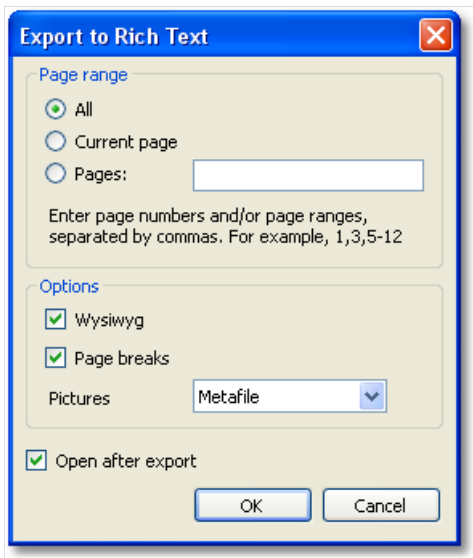 Export to Rich Text
Page range
All
Current page
Pages:
Enter page numbers and/or page ranges,
separated by commas. For example, 1,3,5-12
Options
Wysiwyg
Page breaks
Pictures Metafile
Open after export
OK Cancel